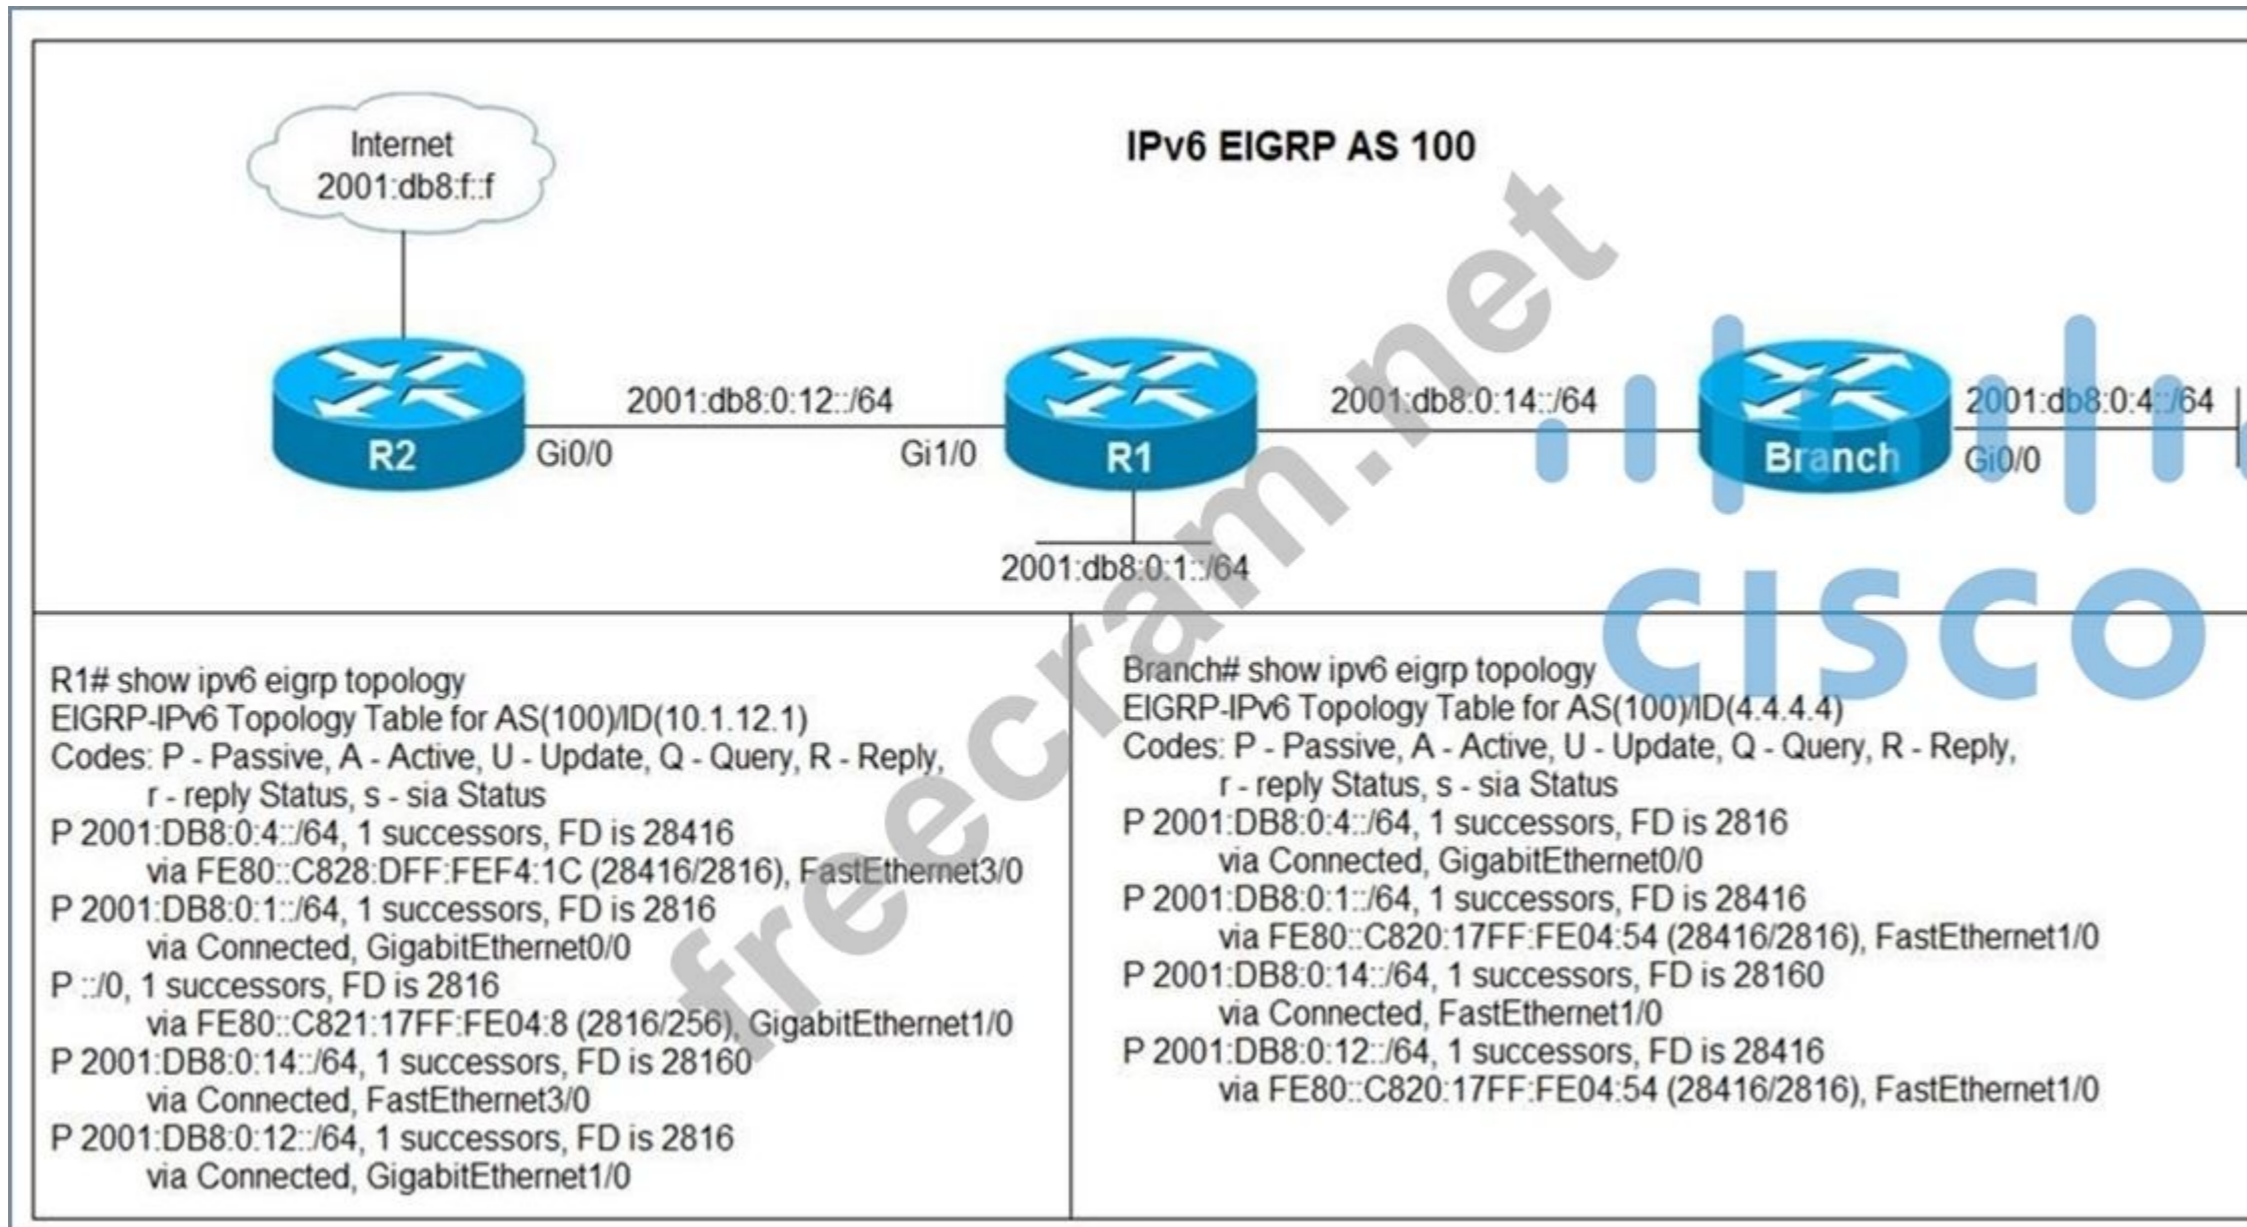 Internet
2001:db8:f::f
IPv6 EIGRP AS 100
2001:db8:0:12::/64
2001:db8:0:14::/64
2001:db8:0:4::/64
R2
Gi0/0
Gi1/0
R1
Branch
Gi0/0
2001:db8:0:1::/64
CISCO
freecram.net
R1# show ipv6 eigrp topology
EIGRP-IPv6 Topology Table for AS(100)/ID(10.1.12.1)
Codes: P - Passive, A - Active, U - Update, Q - Query, R - Reply,
r - reply Status, s - sia Status
P 2001:DB8:0:4::/64, 1 successors, FD is 28416
via FE80::C828:DFF:FEF4:1C (28416/2816), FastEthernet3/0
P 2001:DB8:0:1::/64, 1 successors, FD is 2816
via Connected, GigabitEthernet0/0
P ::/0, 1 successors, FD is 2816
via FE80::C821:17FF:FE04:8 (2816/256), GigabitEthernet1/0
P 2001:DB8:0:14::/64, 1 successors, FD is 28160
via Connected, FastEthernet3/0
P 2001:DB8:0:12::/64, 1 successors, FD is 2816
via Connected, GigabitEthernet1/0
Branch# show ipv6 eigrp topology
EIGRP-IPv6 Topology Table for AS(100)/ID(4.4.4.4)
Codes: P - Passive, A - Active, U - Update, Q - Query, R - Reply,
r - reply Status, s - sia Status
P 2001:DB8:0:4::/64, 1 successors, FD is 2816
via Connected, GigabitEthernet0/0
P 2001:DB8:0:1::/64, 1 successors, FD is 28416
via FE80::C820:17FF:FE04:54 (28416/2816), FastEthernet1/0
P 2001:DB8:0:14::/64, 1 successors, FD is 28160
via Connected, FastEthernet1/0
P 2001:DB8:0:12::/64, 1 successors, FD is 28416
via FE80::C820:17FF:FE04:54 (28416/2816), FastEthernet1/0